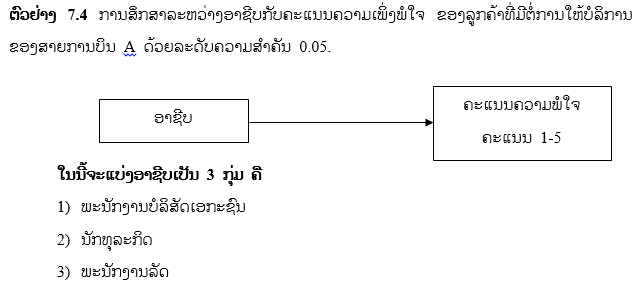 ຕົວຢ່າງ 7.4 ການສຶກສາລະຫວ່າງອາຊີບກັບຄະແນນຄວາມເພິ່ງພໍໃຈ ຂອງລູກຄ້າທີ່ມີຕໍ່ການໃຫ້ບໍລິການ
ຂອງສາຍການບິນ A ດ້ວຍລະດັບຄວາມສຳຄັນ 0.05.
ອາຊີບ
ຄະແນນຄວາມພໍໃຈ
ຄະແນນ 1-5
ໃນນີ້ຈະແບ່ງອາຊີບເປັນ 3 ກຸ່ມ ຄື
1) ພະນັກງານບໍລິສັດເອກະຊົນ
2) ນັກທຸລະກິດ
3) ພະນັກງານລັດ